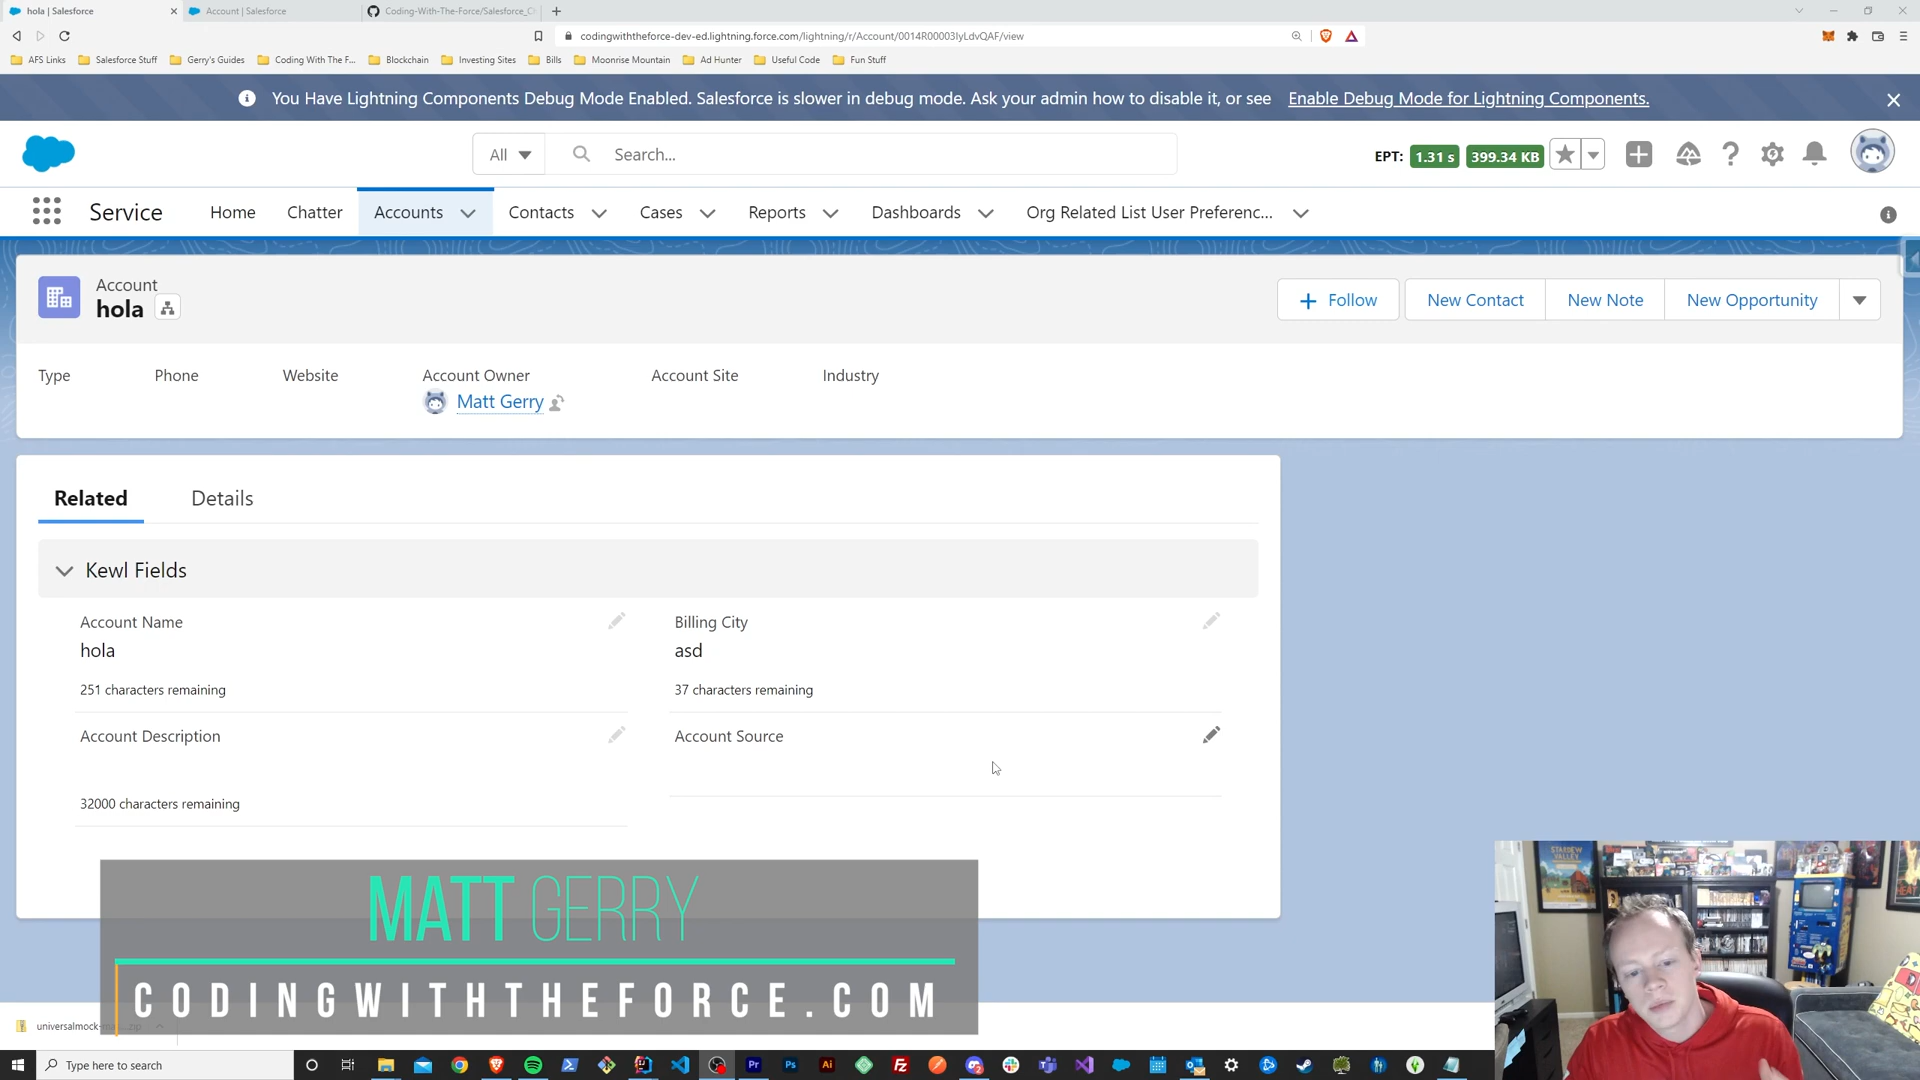 hola | Salesforce
Account | Salesforce
Coding-With-The-Force/Salesforce_C
codingwiththeforce-dev-ed.lightning.force.com/lightning/r/Account/0014R00003IyLdvQAF/view
AFS Links
Salesforce Stuff
Gerry's Guides
Coding With The F...
Blockchain
Investing Sites
Bills
Moonrise Mountain
Ad Hunter
Useful Code
Fun Stuff
You Have Lightning Components Debug Mode Enabled. Salesforce is slower in debug mode. Ask your admin how to disable it, or see Enable Debug Mode for Lightning Components.
All
Search...
EPT: 1.31 s 399.34 KB
Service
Home
Chatter
Accounts
Contacts
Cases
Reports
Dashboards
Org Related List User Preferenc...
Account
hola
Follow
New Contact
New Note
New Opportunity
Type
Phone
Website
Account Owner
Account Site
Industry
Matt Gerry
Related
Details
Kewl Fields
Account Name
Billing City
hola
asd
251 characters remaining
37 characters remaining
Account Description
Account Source
32000 characters remaining
MATT GERRY
CODINGWITHTHEFORCE.COM
STARDEW VALLEY
Type here to search